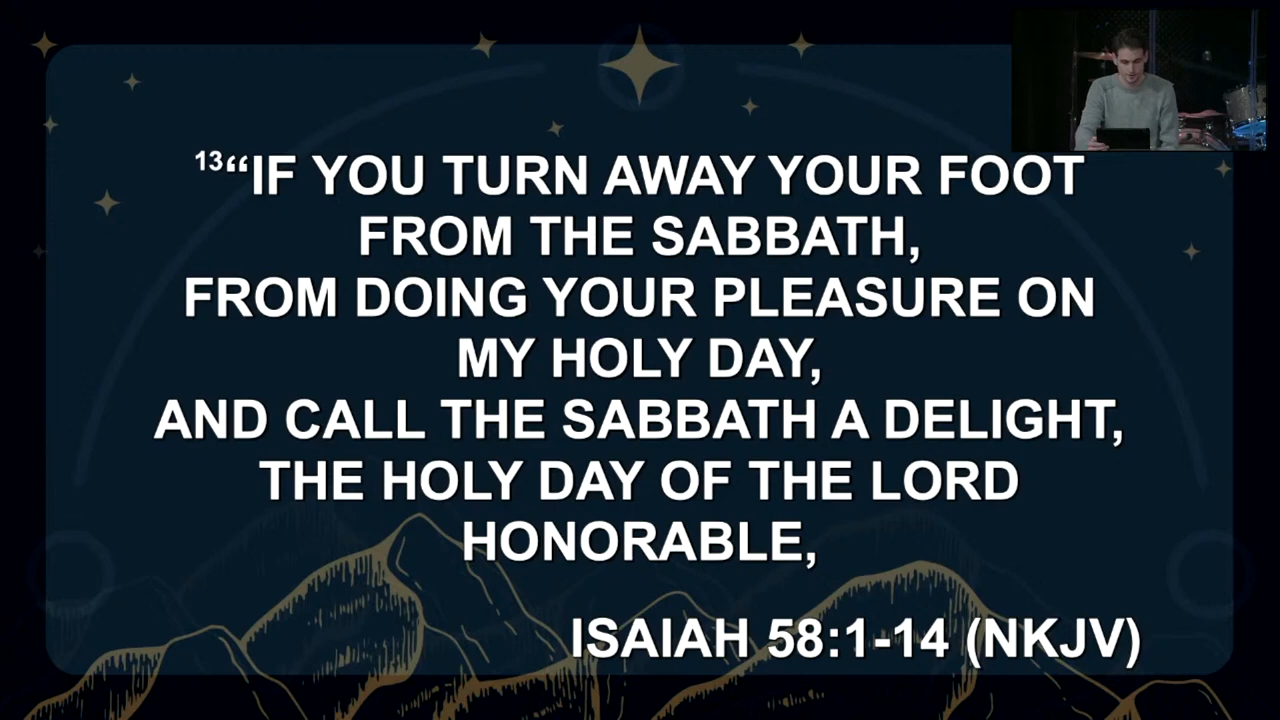 13“IF YOU TURN AWAY YOUR FOOT
FROM THE SABBATH,
FROM DOING YOUR PLEASURE ON
MY HOLY DAY,
AND CALL THE SABBATH A DELIGHT,
THE HOLY DAY OF THE LORD
HONORABLE,
ISAIAH 58:1-14 (NKJV)